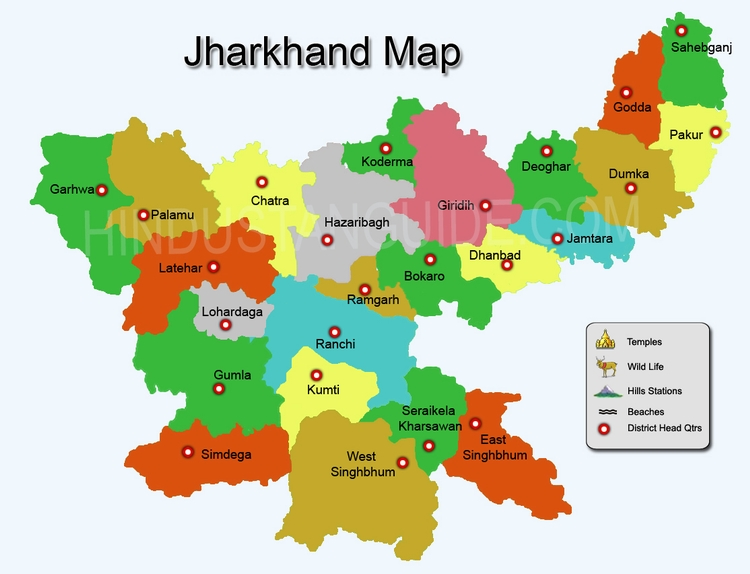 Jharkhand Map
Sahebganj
Godda
Pakur
Koderma
Deoghar
Dumka
Garhwa
Palamu
Chatra
Giridih
Hazaribagh
HINDUSTANGUIDE.COM
Jamtara
Dhanbad
Latehar
Bokaro
Ramgarh
Lohardaga
Ranchi
Gumla
Kumti
Seraikela
Kharsawan
East
Singhbhum
Simdega
West
Singhbhum
Temples
Wild Life
Hills Stations
Beaches
District Head Qtrs